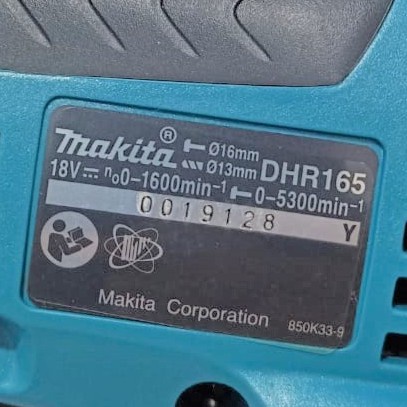 makita® Ø16mm
Ø13mm DHR165
18V⎓ n₀0-1600min⁻¹ 0-5300min⁻¹
0019128 Y
Makita Corporation 850K33-9